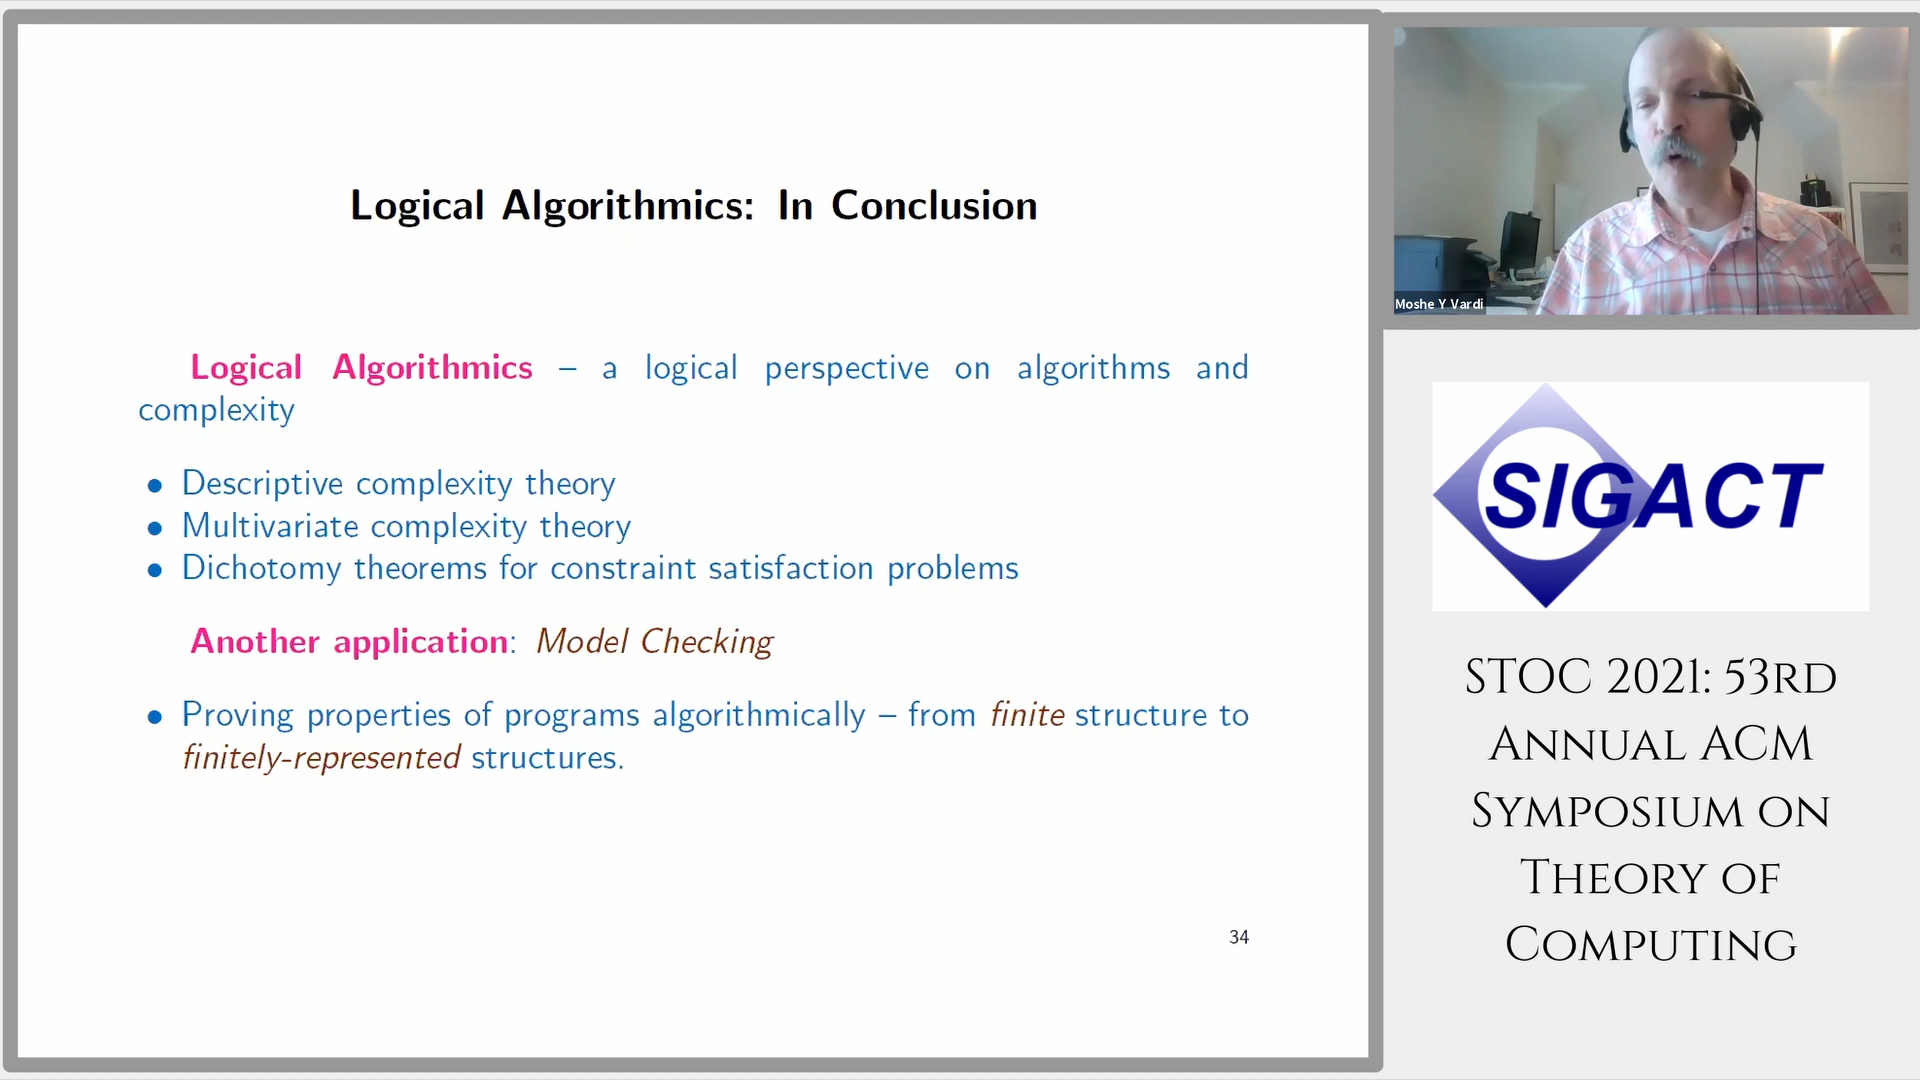 Logical Algorithmics: In Conclusion
Logical Algorithmics – a logical perspective on algorithms and
complexity
• Descriptive complexity theory
• Multivariate complexity theory
• Dichotomy theorems for constraint satisfaction problems
Another application: Model Checking
• Proving properties of programs algorithmically – from finite structure to
finitely-represented structures.
34
Moshe Y Vardi
SIGACT
STOC 2021: 53rd
Annual ACM
Symposium on
Theory of
Computing